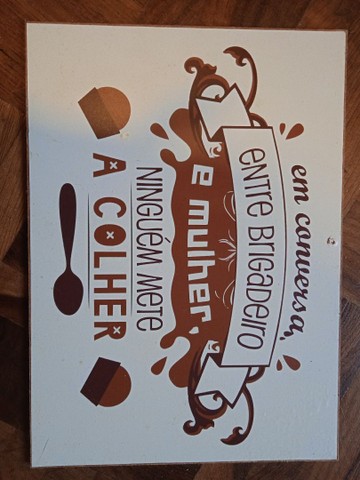 em conversa,
ENTRE BRIGADEIRO
e mulher,
NINGUÉM METE
A COLHER